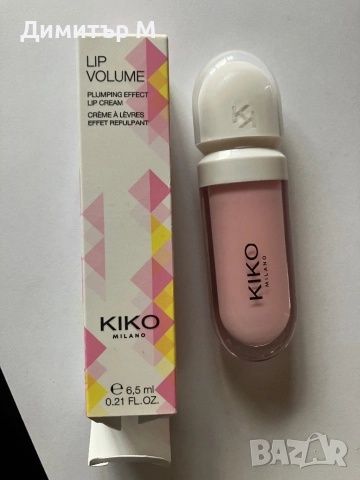 Димитър М
LIP
VOLUME
PLUMPING EFFECT
LIP CREAM
CRÈME À LÈVRES
EFFET REPULPANT
KIKO
MILANO
e 6,5 ml
0.21 FL.OZ.
KIKO
MILANO
BAZAR